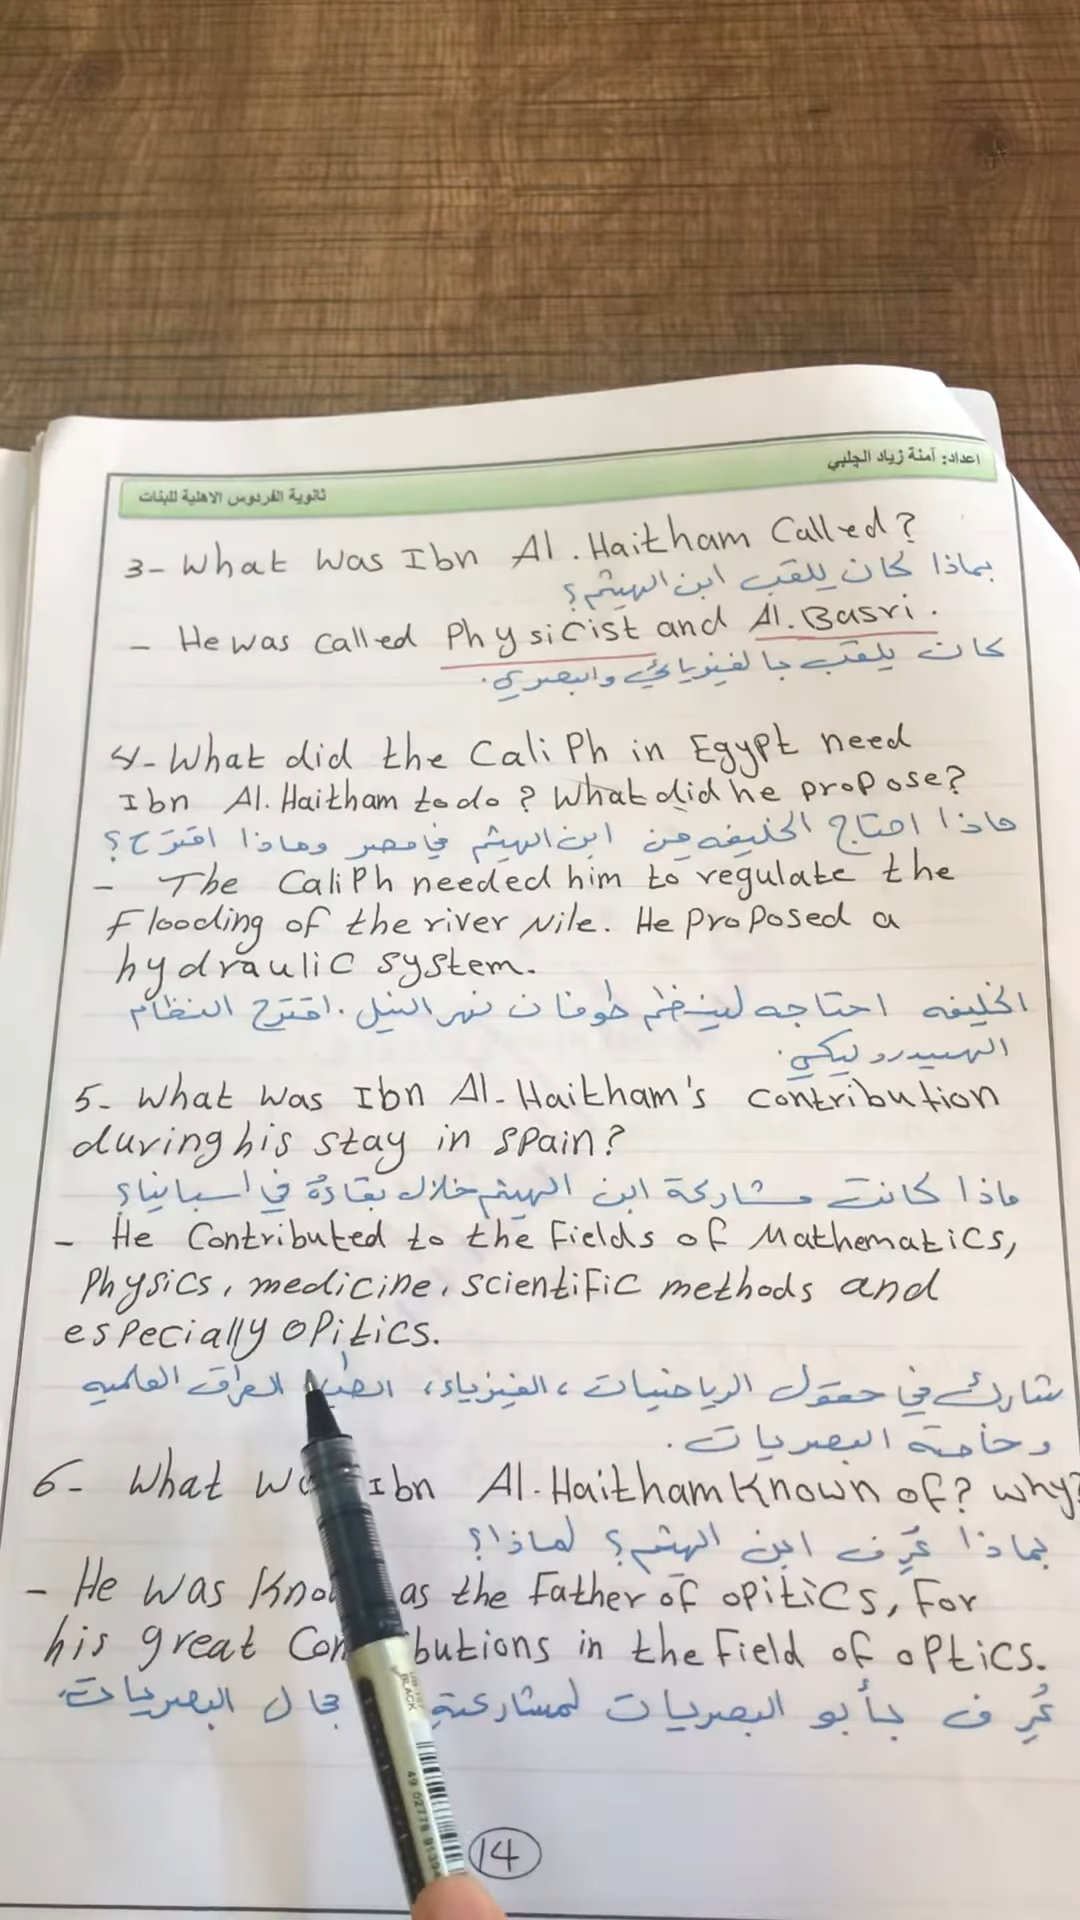 اعداد: آمنة زياد الجلبي
ثانوية الفردوس الاهلية للبنات
3- What was Ibn Al.Haitham Called?
بماذا كان يلقب ابن الهيثم؟
- He was called Physicist and Al.Basri.
كان يلقب بالفيزيائي والبصري.
4- What did the Caliph in Egypt need
Ibn Al.Haitham to do? What did he propose?
ماذا احتاج الخليفه من ابن الهيثم في مصر وماذا اقترح؟
- The Caliph needed him to regulate the
flooding of the river Nile. He proposed a
hydraulic system.
الخليفه احتاجه لينظم طوفان نهر النيل. اقترح النظام
الهيدروليكي.
5- What was Ibn Al-Haitham's contribution
during his stay in Spain?
ماذا كانت مشاركة ابن الهيثم خلال بقاءهُ في اسبانيا؟
- He Contributed to the fields of Mathematics,
Physics, medicine, scientific methods and
especially opitics.
شارك في حقول الرياضيات، الفيزياء، الطب العلميه
وخاصة البصريات.
6- What Ibn Al-Haitham Known of? why?
بماذا عُرِف ابن الهيثم؟ لماذا؟
- He was as the Father of opitics, For
his great in the field of optics.
عُرِف بأبو البصريات لمشاركتهِ مجال البصريات.
BLACK
14